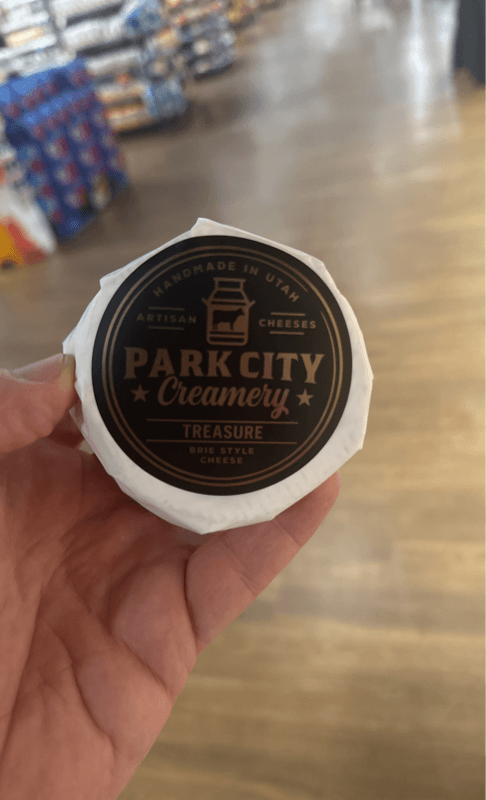 HANDMADE IN UTAH
ARTISAN CHEESES
PARK CITY
Creamery
TREASURE
BRIE STYLE
CHEESE